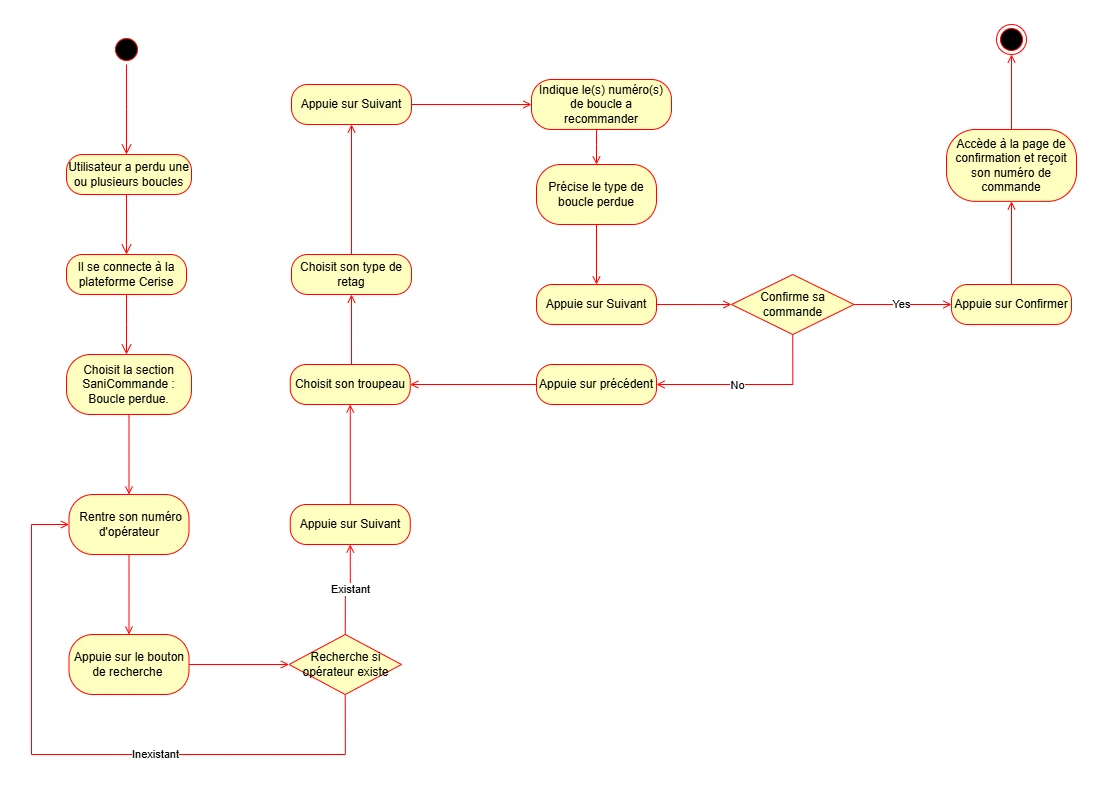 Utilisateur a perdu une
ou plusieurs boucles
Il se connecte à la
plateforme Cerise
Choisit la section
SaniCommande :
Boucle perdue.
Rentre son numéro
d'opérateur
Appuie sur le bouton
de recherche
Recherche si
opérateur existe
Inexistant
Existant
Appuie sur Suivant
Choisit son troupeau
Choisit son type de
retag
Appuie sur Suivant
Indique le(s) numéro(s)
de boucle a
recommander
Précise le type de
boucle perdue
Appuie sur Suivant
Confirme sa
commande
No
Appuie sur précédent
Yes
Appuie sur Confirmer
Accède à la page de
confirmation et reçoit
son numéro de
commande